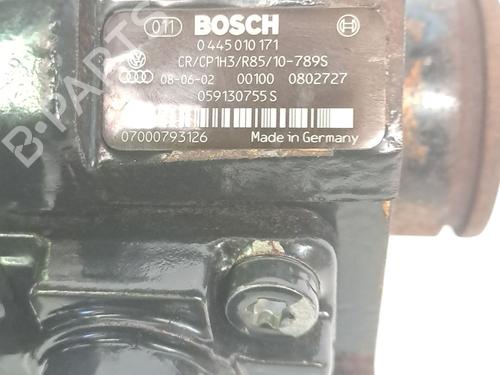 011 BOSCH
0 445 010 171
CR/CP1H3/R85/10-789S
08-06-02 00100 0802727
059130755S
07000793126 Made in Germany
B-PARTS